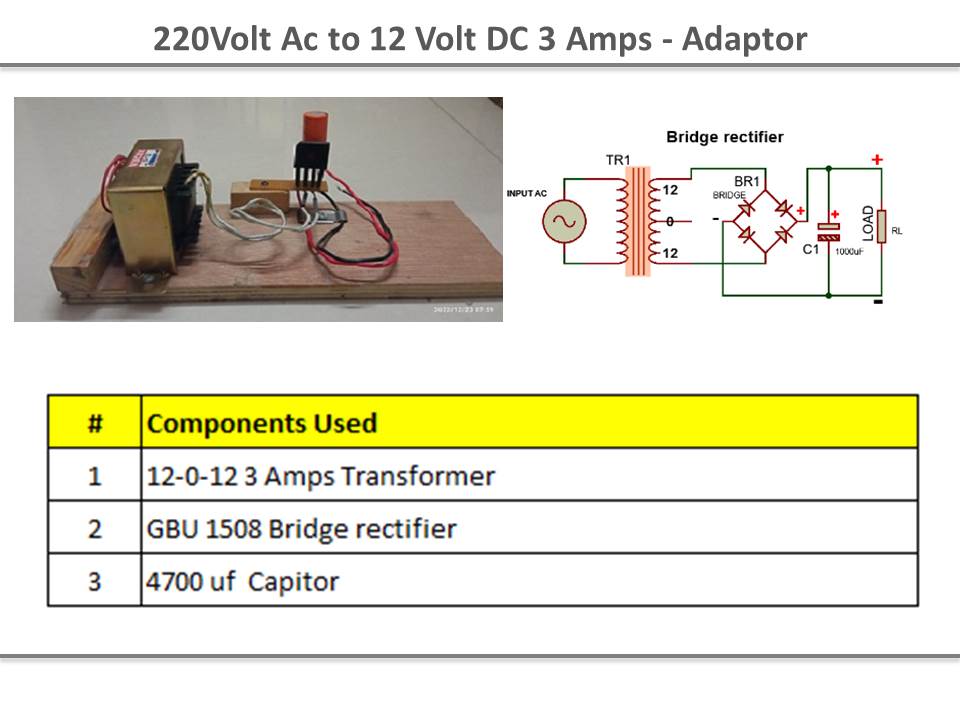 220Volt Ac to 12 Volt DC 3 Amps - Adaptor
2022/12/23 07:59
Bridge rectifier
TR1
INPUT AC
12
0
12
BR1
BRIDGE
-
+
+
C1
1000uF
+
LOAD
RL
-
# Components Used
1 12-0-12 3 Amps Transformer
2 GBU 1508 Bridge rectifier
3 4700 uf Capitor